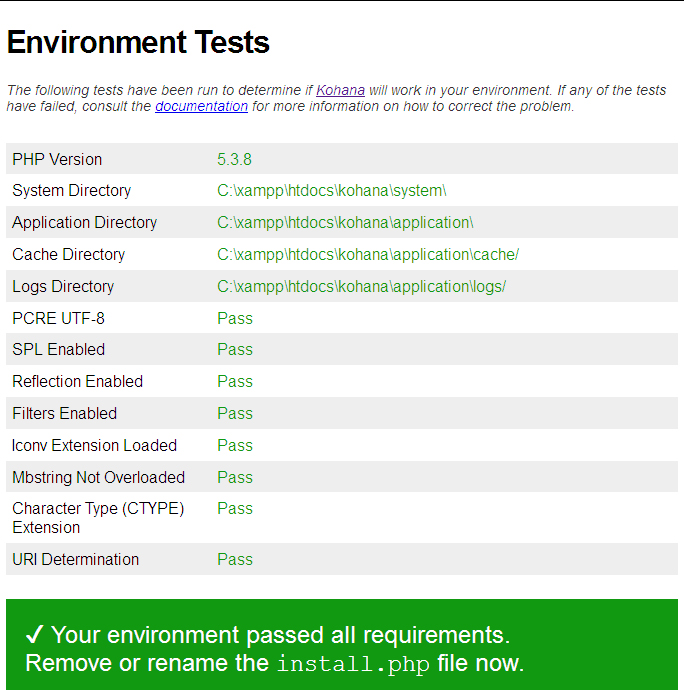 Environment Tests
The following tests have been run to determine if Kohana will work in your environment. If any of the tests
have failed, consult the documentation for more information on how to correct the problem.
PHP Version 5.3.8
System Directory C:\xampp\htdocs\kohana\system\
Application Directory C:\xampp\htdocs\kohana\application\
Cache Directory C:\xampp\htdocs\kohana\application\cache/
Logs Directory C:\xampp\htdocs\kohana\application\logs/
PCRE UTF-8 Pass
SPL Enabled Pass
Reflection Enabled Pass
Filters Enabled Pass
Iconv Extension Loaded Pass
Mbstring Not Overloaded Pass
Character Type (CTYPE) Pass
Extension
URI Determination Pass
✔ Your environment passed all requirements.
Remove or rename the install.php file now.